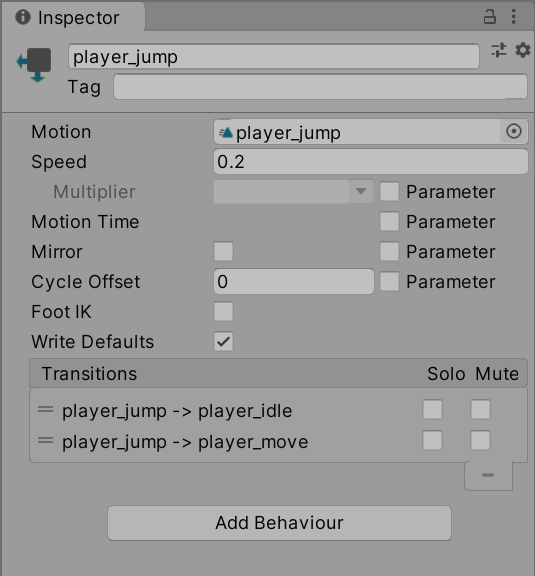 Inspector
player_jump
Tag
Motion player_jump
Speed 0.2
Multiplier Parameter
Motion Time Parameter
Mirror Parameter
Cycle Offset 0 Parameter
Foot IK
Write Defaults
Transitions Solo Mute
player_jump -> player_idle
player_jump -> player_move
Add Behaviour